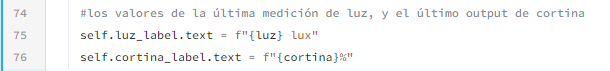 74 #los valores de la última medición de luz, y el último output de cortina
75 self.luz_label.text = f"{luz} lux"
76 self.cortina_label.text = f"{cortina}%"